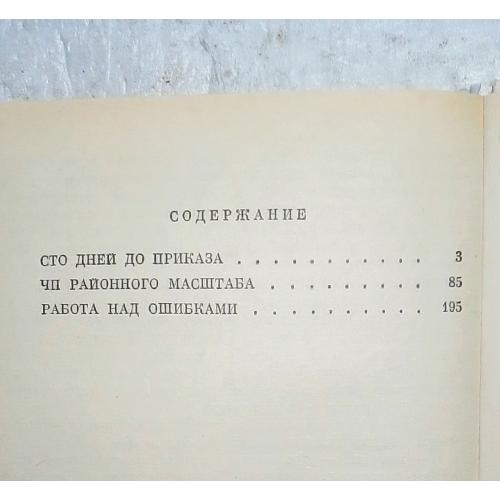 СОДЕРЖАНИЕ
СТО ДНЕЙ ДО ПРИКАЗА . . . . . . . . . . . 3
ЧП РАЙОННОГО МАСШТАБА . . . . . . . . . . 85
РАБОТА НАД ОШИБКАМИ . . . . . . . . . . 195